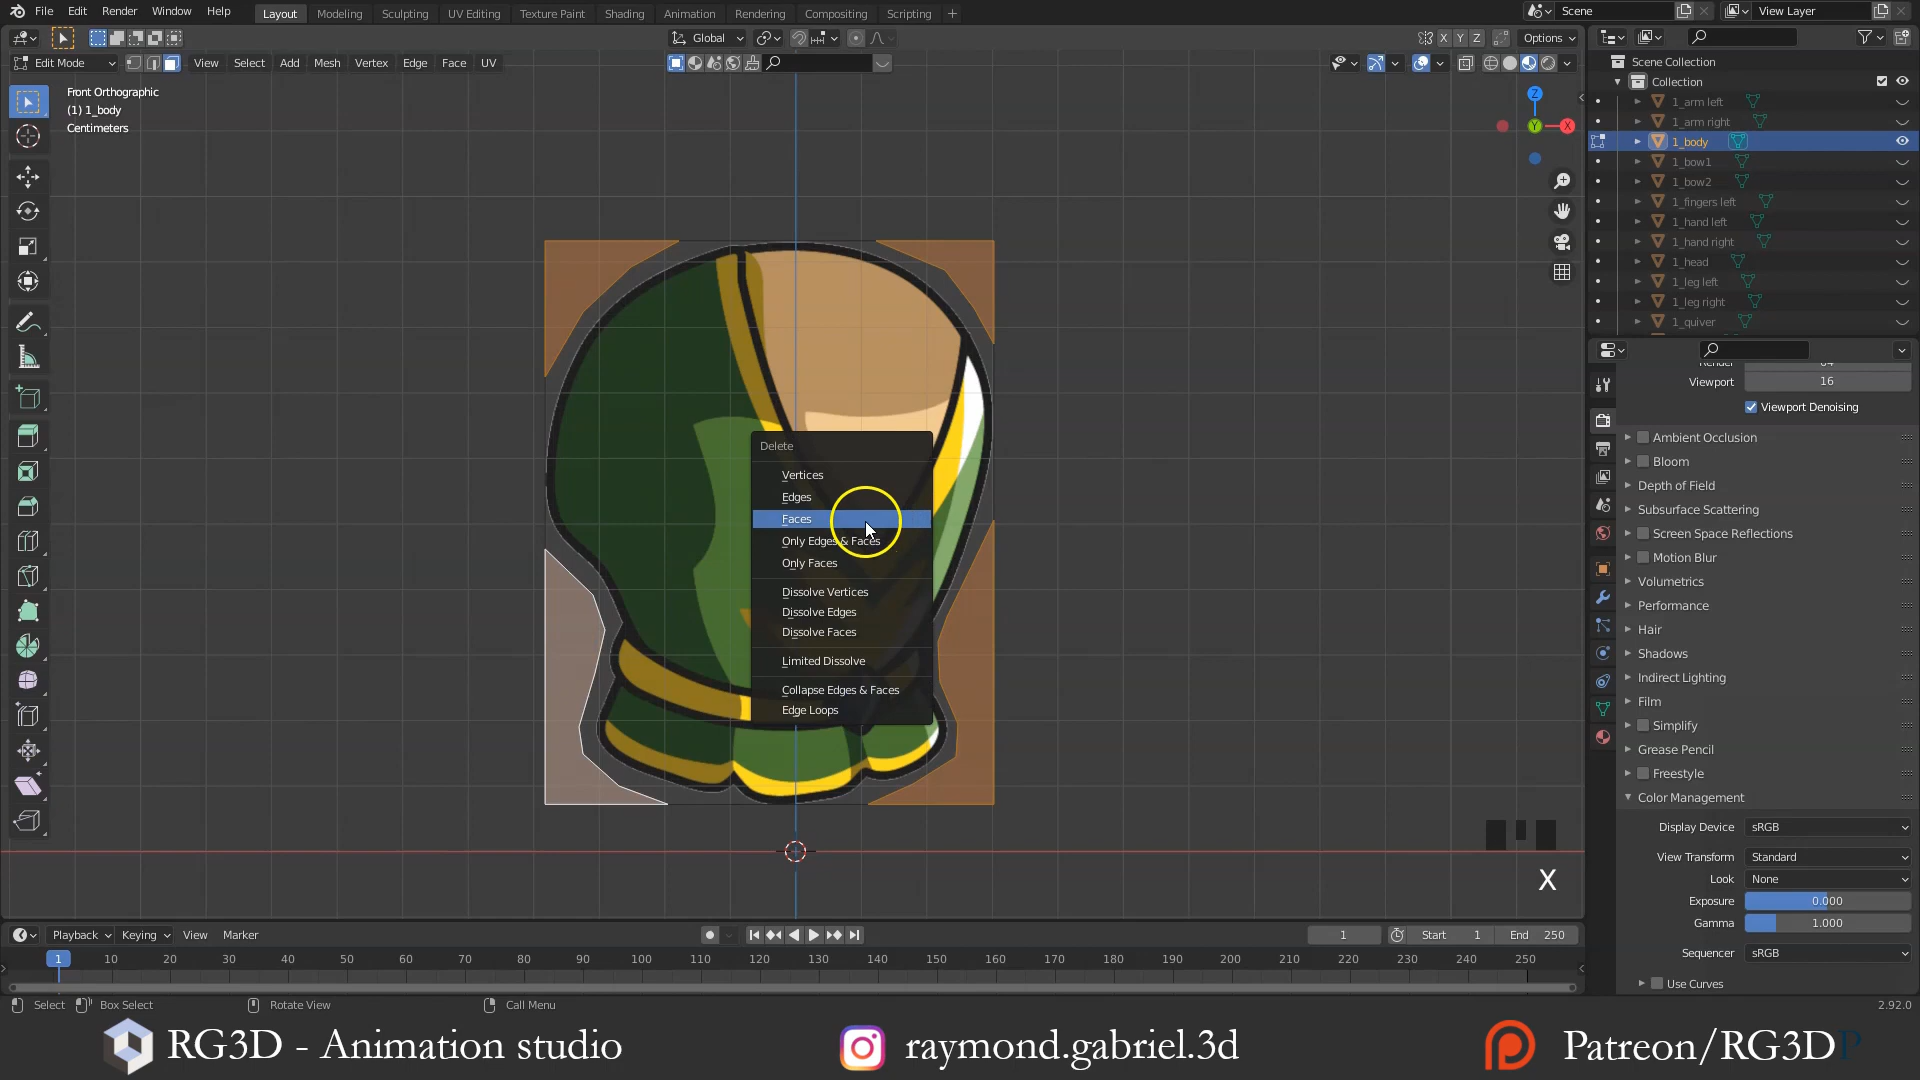 File Edit Render Window Help Layout Modeling Sculpting UV Editing Texture Paint Shading Animation Rendering Compositing Scripting + Scene View Layer
Global X Y Z Options
Edit Mode View Select Add Mesh Vertex Edge Face UV
Front Orthographic
(1) 1_body
Centimeters
Z
Y
X
Scene Collection
Collection
1_arm left
1_arm right
1_body
1_bow1
1_bow2
1_fingers left
1_hand left
1_hand right
1_head
1_leg left
1_leg right
1_quiver
Viewport 16
Viewport Denoising
Ambient Occlusion
Bloom
Depth of Field
Subsurface Scattering
Screen Space Reflections
Motion Blur
Volumetrics
Performance
Hair
Shadows
Indirect Lighting
Film
Simplify
Grease Pencil
Freestyle
Color Management
Display Device sRGB
View Transform Standard
Look None
Exposure 0.000
Gamma 1.000
Sequencer sRGB
Use Curves
Delete
Vertices
Edges
Faces
Only Edges & Faces
Only Faces
Dissolve Vertices
Dissolve Edges
Dissolve Faces
Limited Dissolve
Collapse Edges & Faces
Edge Loops
X
Playback Keying View Marker 1 Start 1 End 250
1 10 20 30 40 50 60 70 80 90 100 110 120 130 140 150 160 170 180 190 200 210 220 230 240 250
Select Box Select Rotate View Call Menu 2.92.0
RG3D - Animation studio raymond.gabriel.3d Patreon/RG3DP